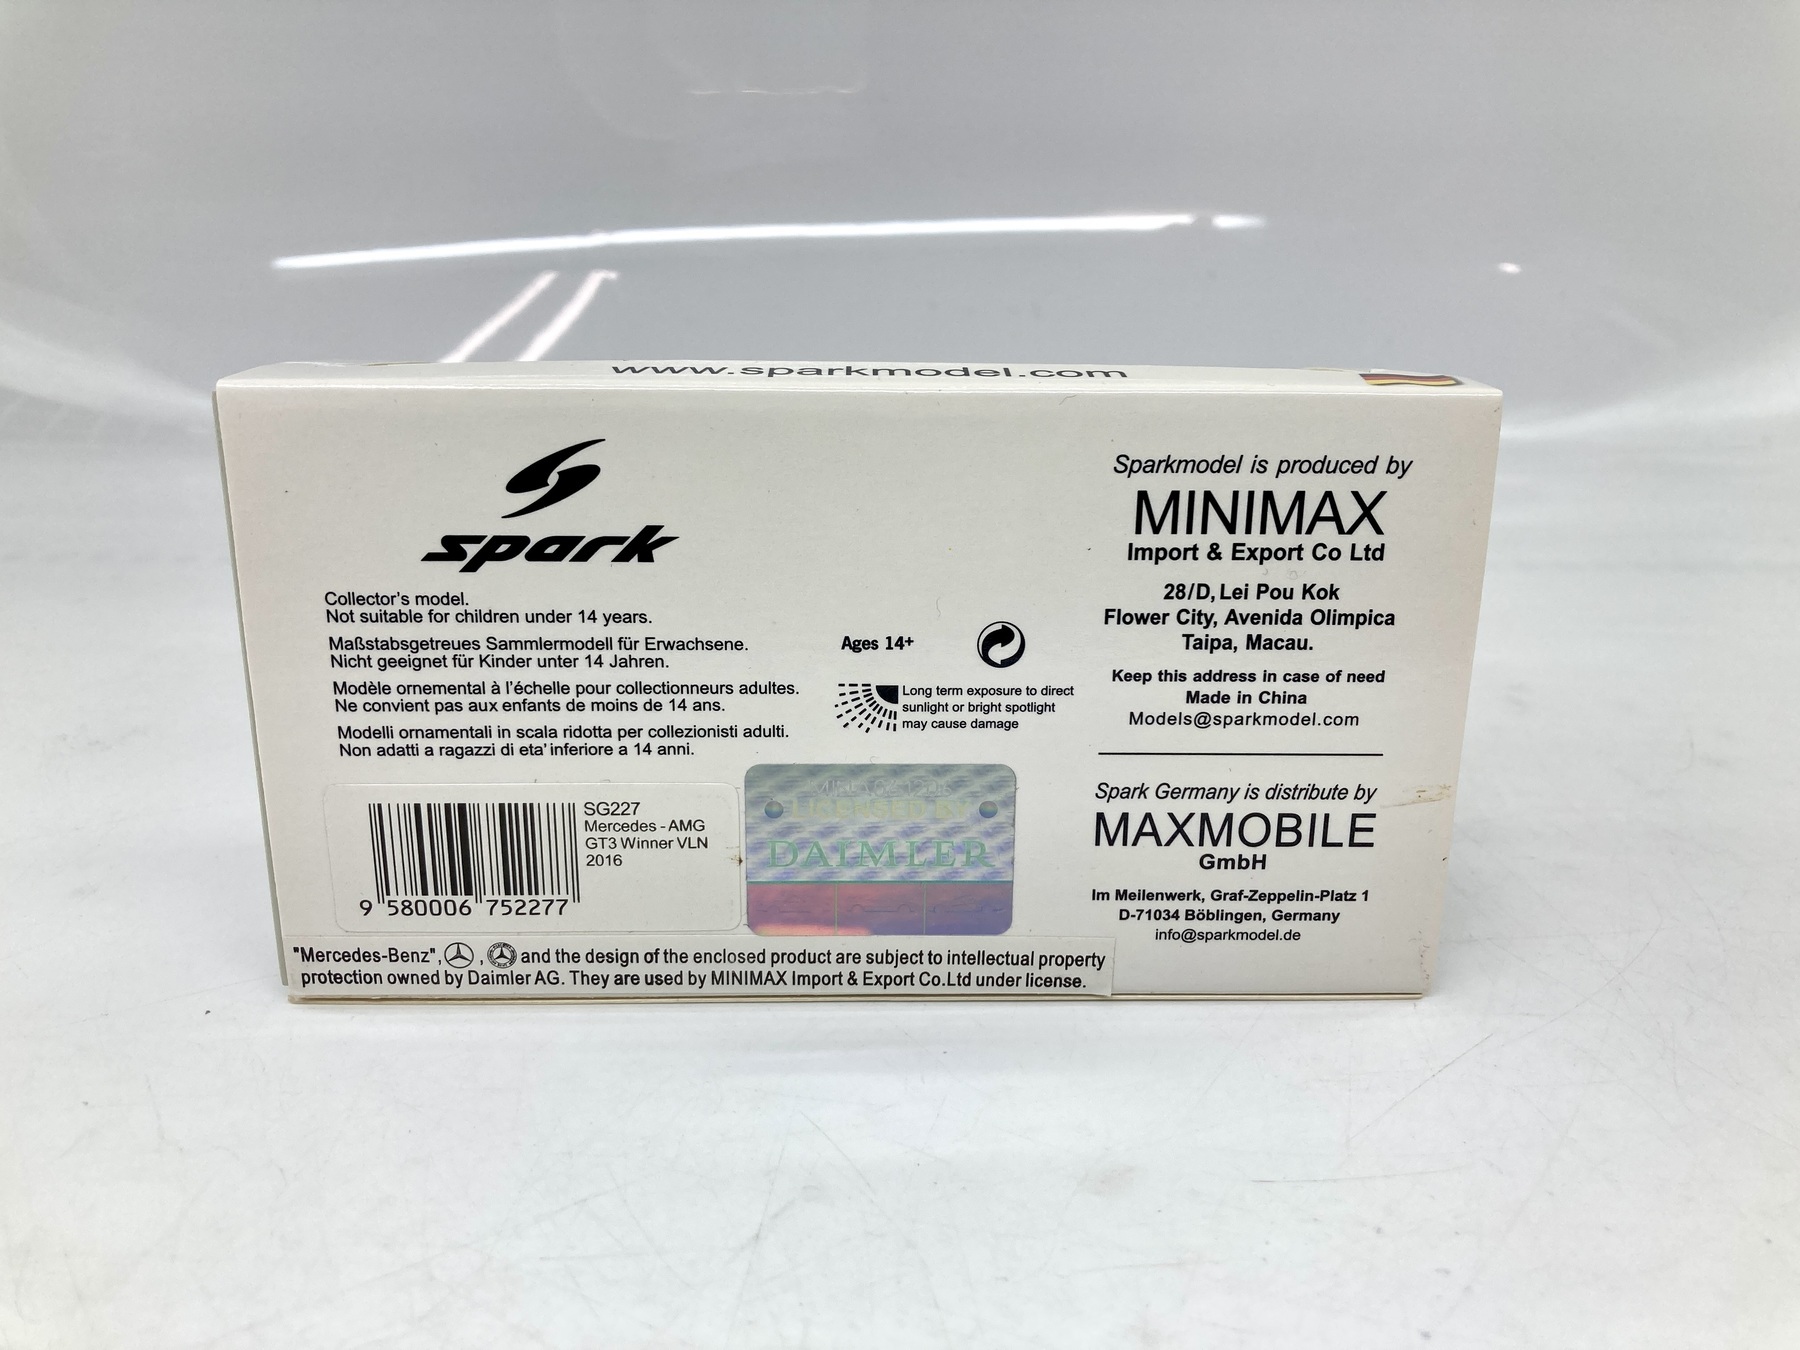 www.sparkmodel.com
spark
Collector's model.
Not suitable for children under 14 years.
Maßstabsgetreues Sammlermodell für Erwachsene.
Nicht geeignet für Kinder unter 14 Jahren.
Modèle ornemental à l'échelle pour collectionneurs adultes.
Ne convient pas aux enfants de moins de 14 ans.
Modelli ornamentali in scala ridotta per collezionisti adulti.
Non adatti a ragazzi di eta' inferiore a 14 anni.
Ages 14+
Long term exposure to direct
sunlight or bright spotlight
may cause damage
SG227
Mercedes - AMG
GT3 Winner VLN
2016
9 580006 752277
LICENSED BY
DAIMLER
"Mercedes-Benz", , and the design of the enclosed product are subject to intellectual property
protection owned by Daimler AG. They are used by MINIMAX Import & Export Co.Ltd under license.
Sparkmodel is produced by
MINIMAX
Import & Export Co Ltd
28/D, Lei Pou Kok
Flower City, Avenida Olimpica
Taipa, Macau.
Keep this address in case of need
Made in China
Models@sparkmodel.com
Spark Germany is distribute by
MAXMOBILE
GmbH
Im Meilenwerk, Graf-Zeppelin-Platz 1
D-71034 Böblingen, Germany
info@sparkmodel.de